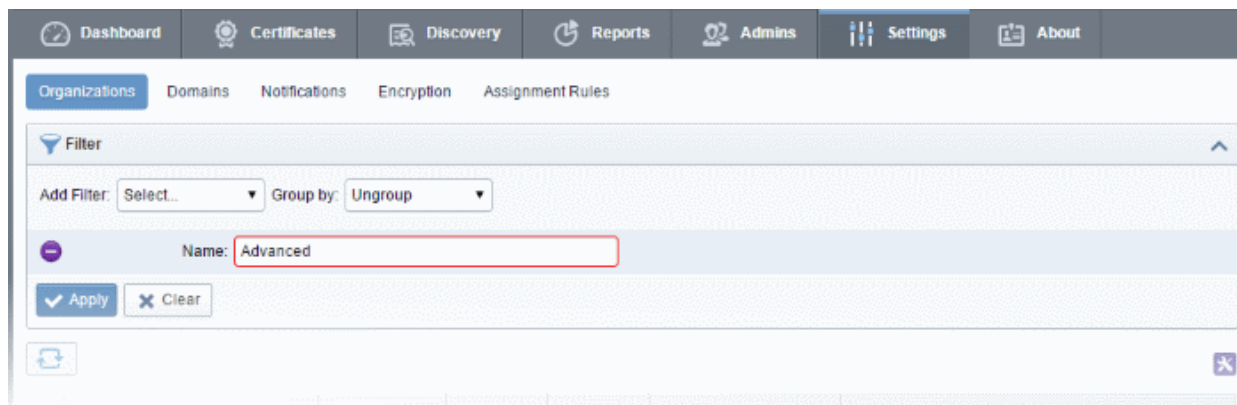 Dashboard Certificates Discovery Reports Admins Settings About
Organizations Domains Notifications Encryption Assignment Rules
Filter
Add Filter: Select... Group by: Ungroup
Name: Advanced
Apply Clear